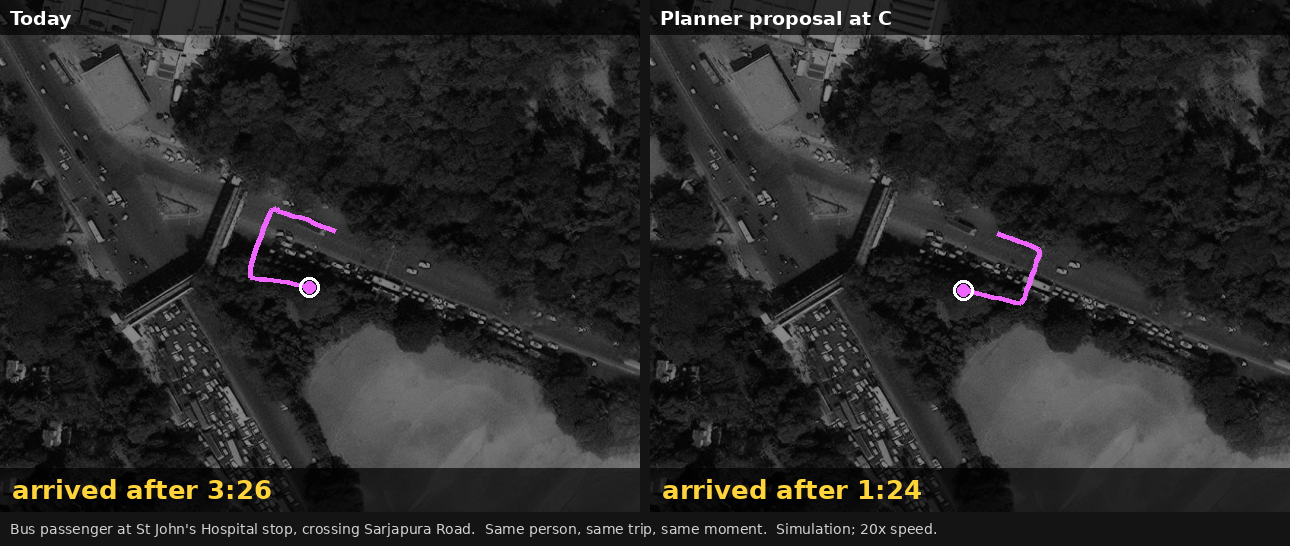 Today
Planner proposal at C
arrived after 3:26
arrived after 1:24
Bus passenger at St John's Hospital stop, crossing Sarjapura Road.  Same person, same trip, same moment.  Simulation; 20x speed.